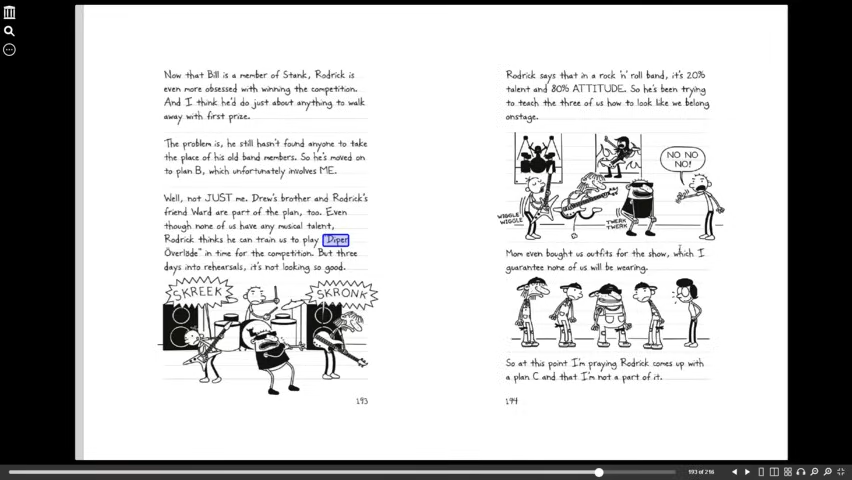 Now that Bill is a member of Stank, Rodrick is
even more obsessed with winning the competition.
And I think he'd do just about anything to walk
away with first prize.
The problem is, he still hasn't found anyone to take
the place of his old band members. So he's moved on
to plan B, which unfortunately involves ME.
Well, not JUST me. Drew's brother and Rodrick's
friend Ward are part of the plan, too. Even
though none of us have any musical talent,
Rodrick thinks he can train us to play "Diper
Överlöde" in time for the competition. But three
days into rehearsals, it's not looking so good.
SKREEK
SKRONK
193
Rodrick says that in a rock 'n' roll band, it's 20%
talent and 80% ATTITUDE. So he's been trying
to teach the three of us how to look like we belong
onstage.
NO NO
NO!
WIGGLE
WIGGLE
TWERK
TWERK
Mom even bought us outfits for the show, which I
guarantee none of us will be wearing.
So at this point I'm praying Rodrick comes up with
a plan C and that I'm not a part of it.
194
193 of 216